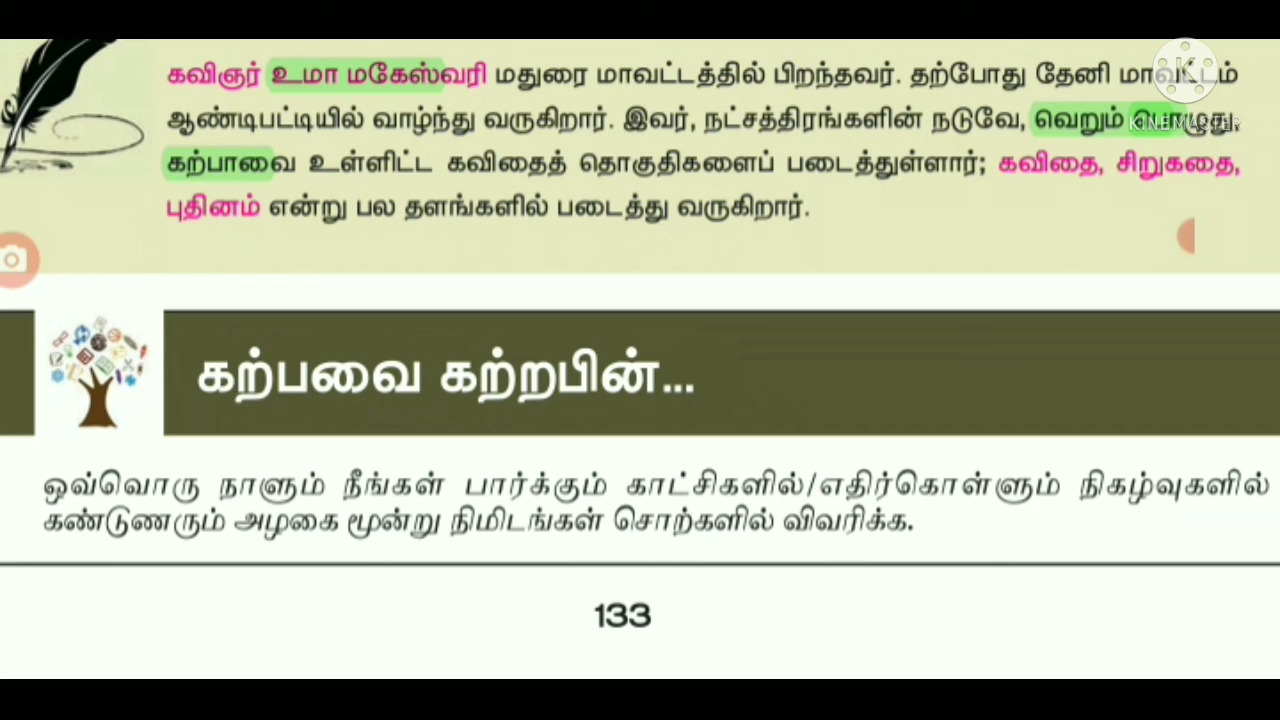 கவிஞர் உமா மகேஸ்வரி மதுரை மாவட்டத்தில் பிறந்தவர். தற்போது தேனி மாவட்டம்
ஆண்டிபட்டியில் வாழ்ந்து வருகிறார். இவர், நட்சத்திரங்களின் நடுவே, வெறும்
கற்பாவை உள்ளிட்ட கவிதைத் தொகுதிகளைப் படைத்துள்ளார்; கவிதை, சிறுகதை,
புதினம் என்று பல தளங்களில் படைத்து வருகிறார்.
KINEMASTER
கற்பவை கற்றபின்...
ஒவ்வொரு நாளும் நீங்கள் பார்க்கும் காட்சிகளில்/எதிர்கொள்ளும் நிகழ்வுகளில்
கண்டுணரும் அழகை மூன்று நிமிடங்கள் சொற்களில் விவரிக்க.
133